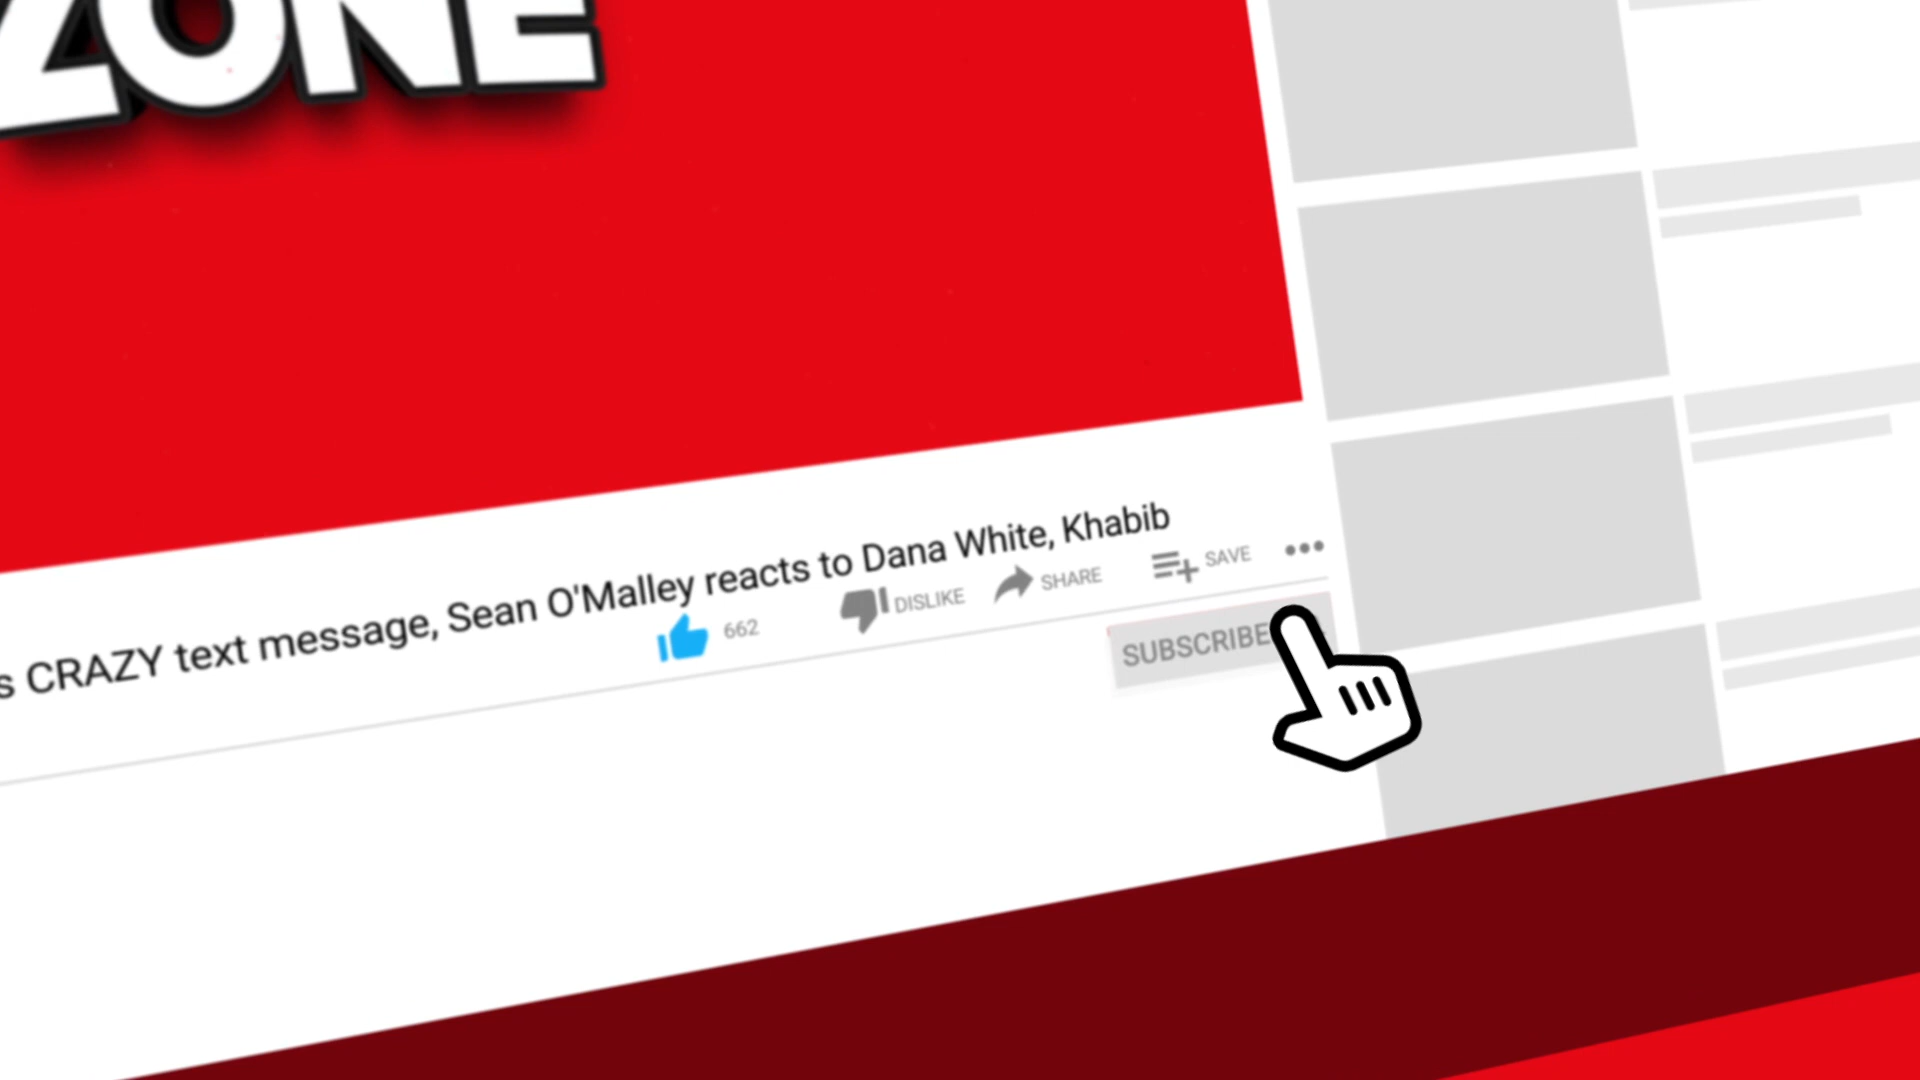 ZONE
s CRAZY text message, Sean O'Malley reacts to Dana White, Khabib
662
DISLIKE
SHARE
SAVE
SUBSCRIBE